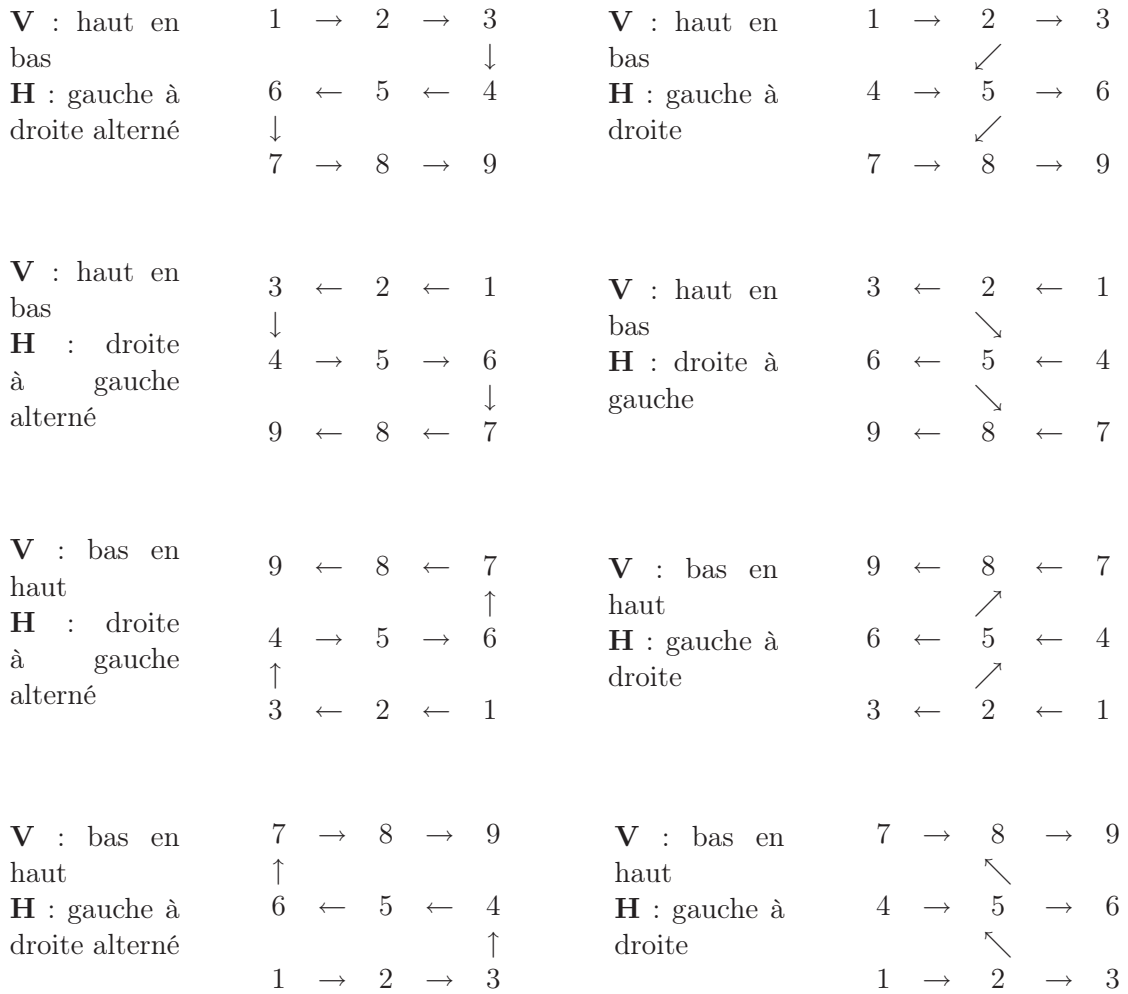 V : haut en
bas
H : gauche à
droite alterné
1 → 2 → 3
↓
6 ← 5 ← 4
↓
7 → 8 → 9
V : haut en
bas
H : gauche à
droite
1 → 2 → 3
↙
4 → 5 → 6
↙
7 → 8 → 9
V : haut en
bas
H : droite
à gauche
alterné
3 ← 2 ← 1
↓
4 → 5 → 6
↓
9 ← 8 ← 7
V : haut en
bas
H : droite à
gauche
3 ← 2 ← 1
↘
6 ← 5 ← 4
↘
9 ← 8 ← 7
V : bas en
haut
H : droite
à gauche
alterné
9 ← 8 ← 7
↑
4 → 5 → 6
↑
3 ← 2 ← 1
V : bas en
haut
H : gauche à
droite
9 ← 8 ← 7
↗
6 ← 5 ← 4
↗
3 ← 2 ← 1
V : bas en
haut
H : gauche à
droite alterné
7 → 8 → 9
↑
6 ← 5 ← 4
↑
1 → 2 → 3
V : bas en
haut
H : gauche à
droite
7 → 8 → 9
↖
4 → 5 → 6
↖
1 → 2 → 3